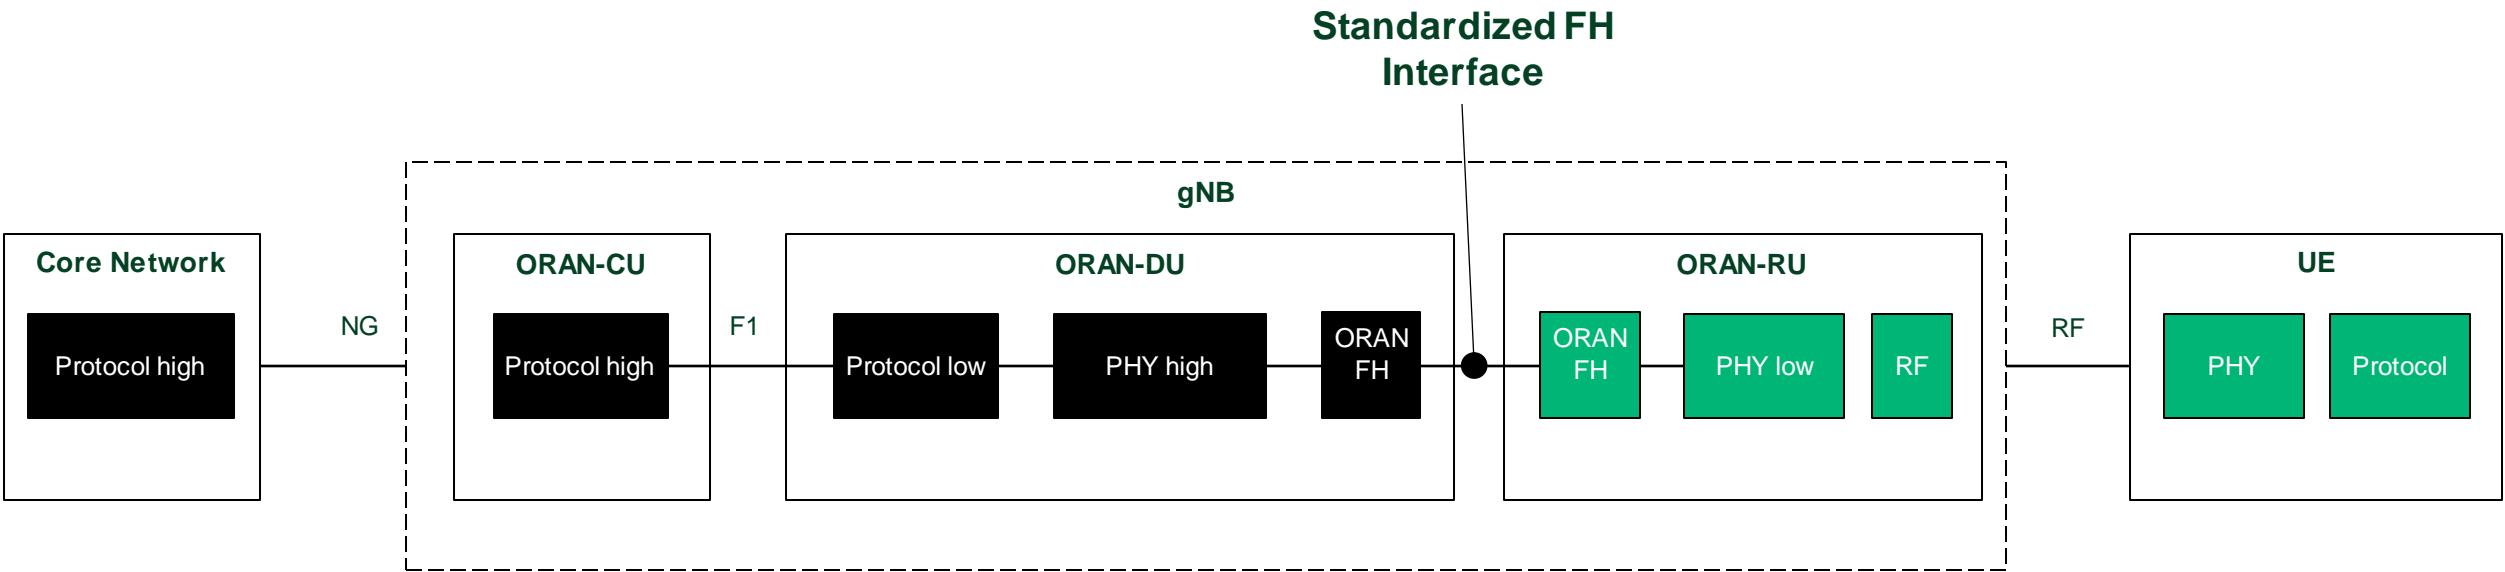 Standardized FH
Interface
gNB
Core Network
Protocol high
NG
ORAN-CU
Protocol high
F1
ORAN-DU
Protocol low
PHY high
ORAN
FH
ORAN-RU
ORAN
FH
PHY low
RF
RF
UE
PHY
Protocol